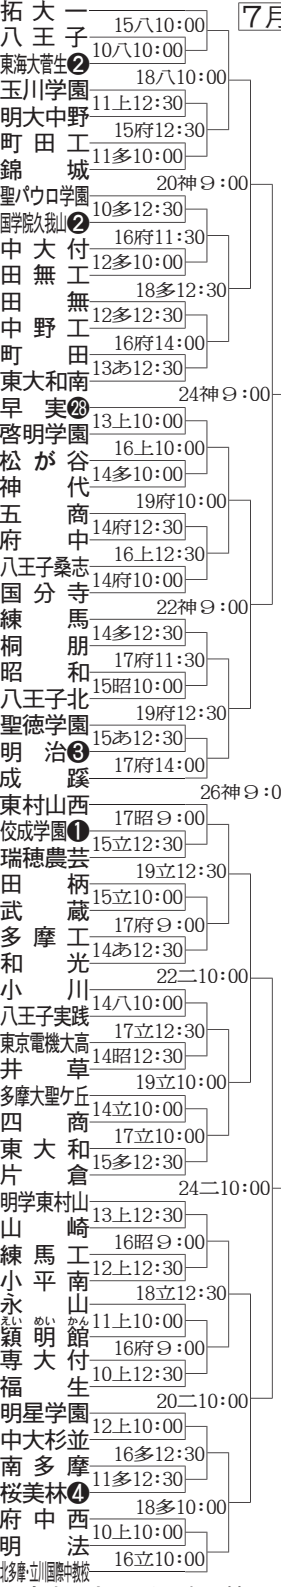 7月
拓大一
15八10:00
八王子
10八10:00
東海大菅生❷
18八10:00
玉川学園
11上12:30
明大中野
15府12:30
町田工
11多10:00
錦城
20神9:00
聖パウロ学園
10多12:30
国学院久我山❷
16府11:30
中大付
12多10:00
田無工
18多12:30
田無
12多12:30
中野工
16府14:00
町田
13あ12:30
東大和南
24神9:00
早実㉘
13上10:00
啓明学園
16上10:00
松が谷
14多10:00
神代
19府10:00
五商
14府12:30
府中
16上12:30
八王子桑志
14府10:00
国分寺
22神9:00
練馬
14多12:30
桐朋
17府11:30
昭和
15昭10:00
八王子北
19府12:30
聖徳学園
15あ12:30
明治❸
17府14:00
成蹊
26神9:0
東村山西
17昭9:00
佼成学園❶
15立12:30
瑞穂農芸
19立12:30
田柄
15立10:00
武蔵
17府9:00
多摩工
14あ12:30
和光
22二10:00
小川
14八10:00
八王子実践
17立12:30
東京電機大高
14昭12:30
井草
19立10:00
多摩大聖ケ丘
14立10:00
四商
17立10:00
東大和
15多12:30
片倉
24二10:00
明学東村山
13上12:30
山崎
16昭9:00
練馬工
12上12:30
小平南
18立12:30
永山
11上10:00
えいめいかん
穎明館
16府9:00
専大付
10上12:30
福生
20二10:00
明星学園
12上10:00
中大杉並
16多12:30
南多摩
11多12:30
桜美林❹
18多10:00
府中西
10上10:00
明法
16立10:00
北多摩・立川国際中教校